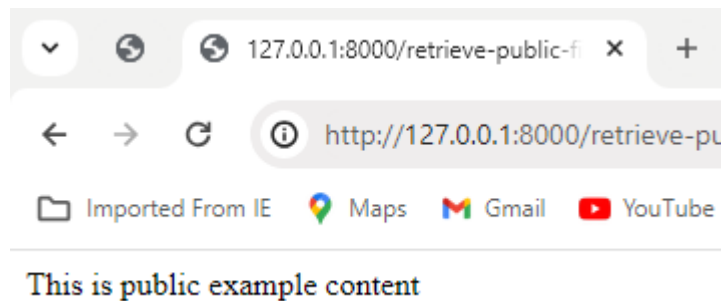 127.0.0.1:8000/retrieve-public-fi
http://127.0.0.1:8000/retrieve-pu
Imported From IE Maps Gmail YouTube
This is public example content